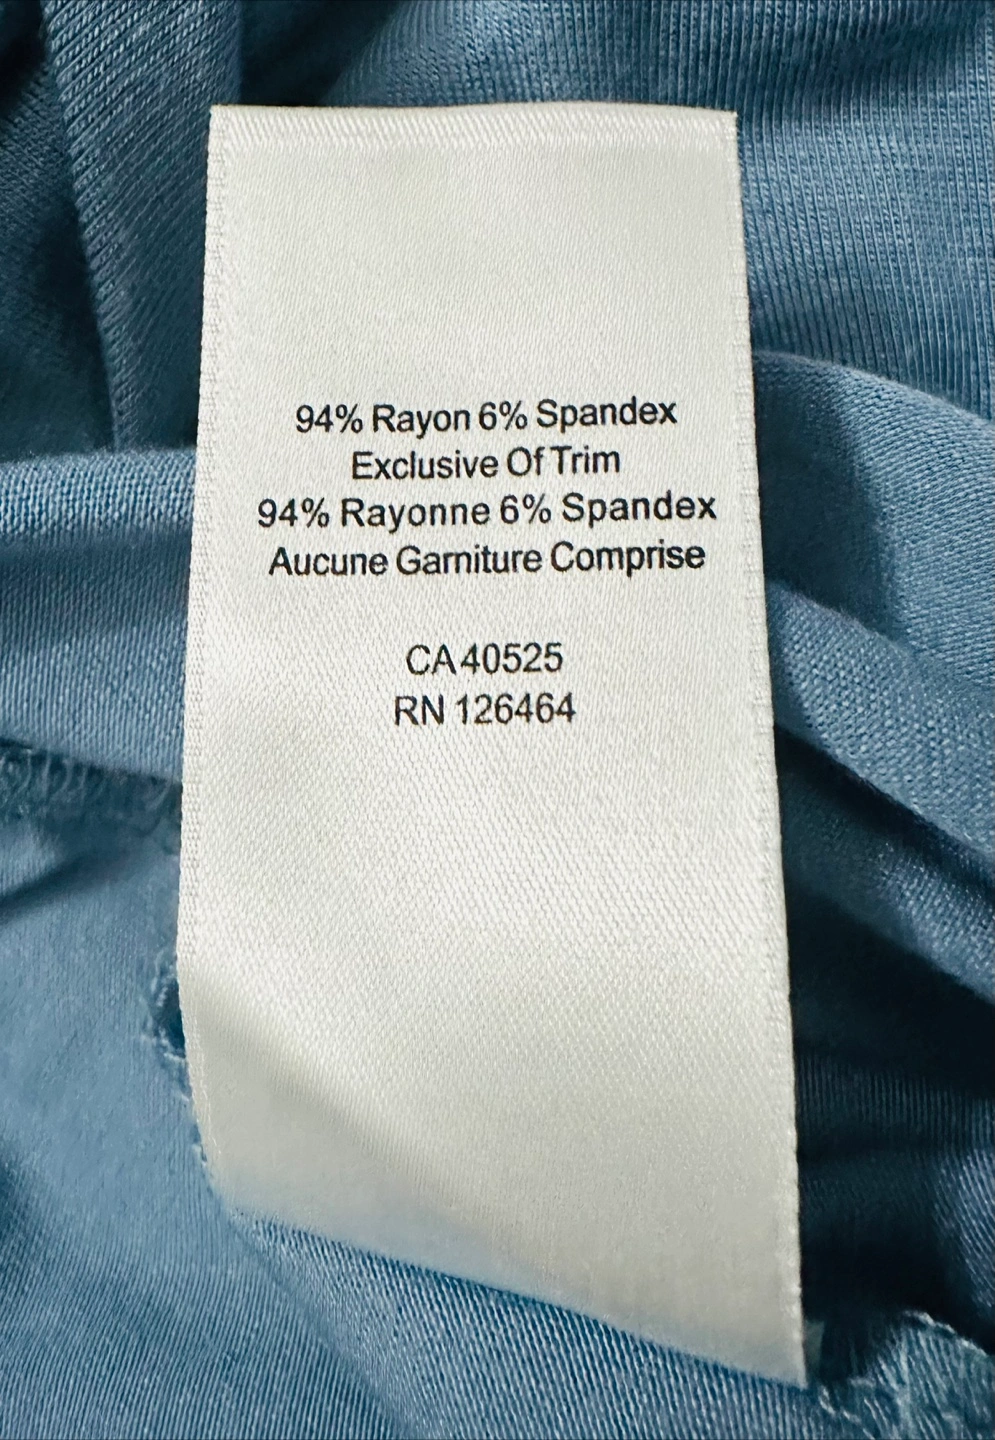 94% Rayon 6% Spandex
Exclusive Of Trim
94% Rayonne 6% Spandex
Aucune Garniture Comprise
CA 40525
RN 126464